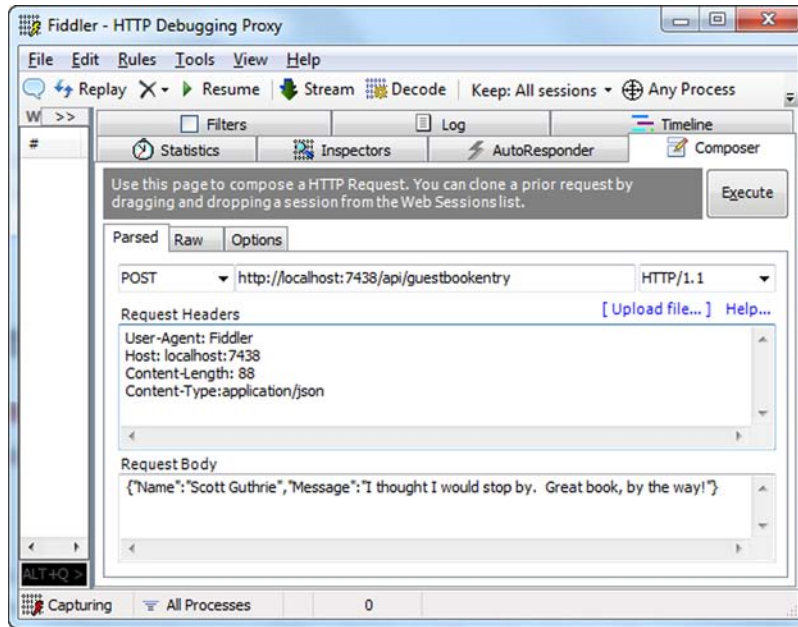 Fiddler - HTTP Debugging Proxy
File Edit Rules Tools View Help
Replay X Resume Stream Decode Keep: All sessions Any Process
W >> Filters Log Timeline
# Statistics Inspectors AutoResponder Composer
Use this page to compose a HTTP Request. You can clone a prior request by
dragging and dropping a session from the Web Sessions list.
Execute
Parsed Raw Options
POST http://localhost:7438/api/guestbookentry HTTP/1.1
Request Headers [ Upload file... ] Help...
User-Agent: Fiddler
Host: localhost:7438
Content-Length: 88
Content-Type:application/json
Request Body
{"Name":"Scott Guthrie","Message":"I thought I would stop by.  Great book, by the way!"}
ALT+Q >
Capturing All Processes 0